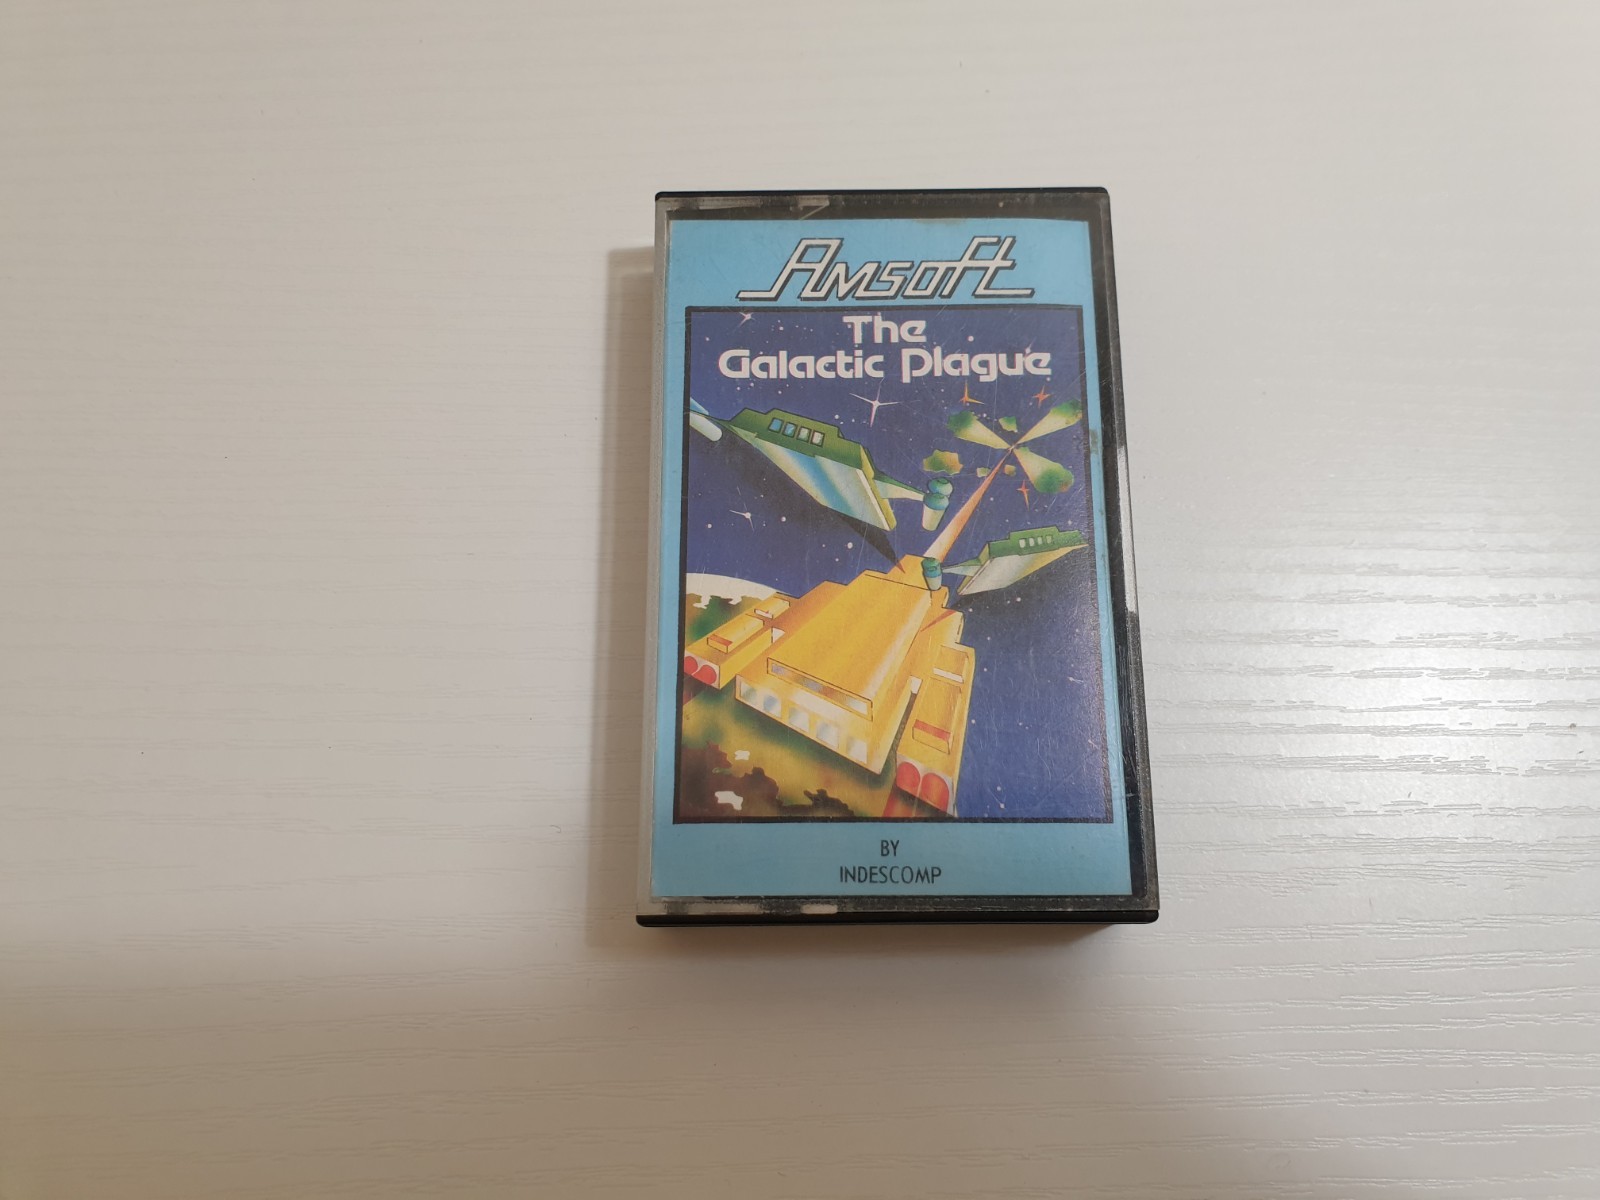 Amsoft
The
Galactic Plague
BY
INDESCOMP